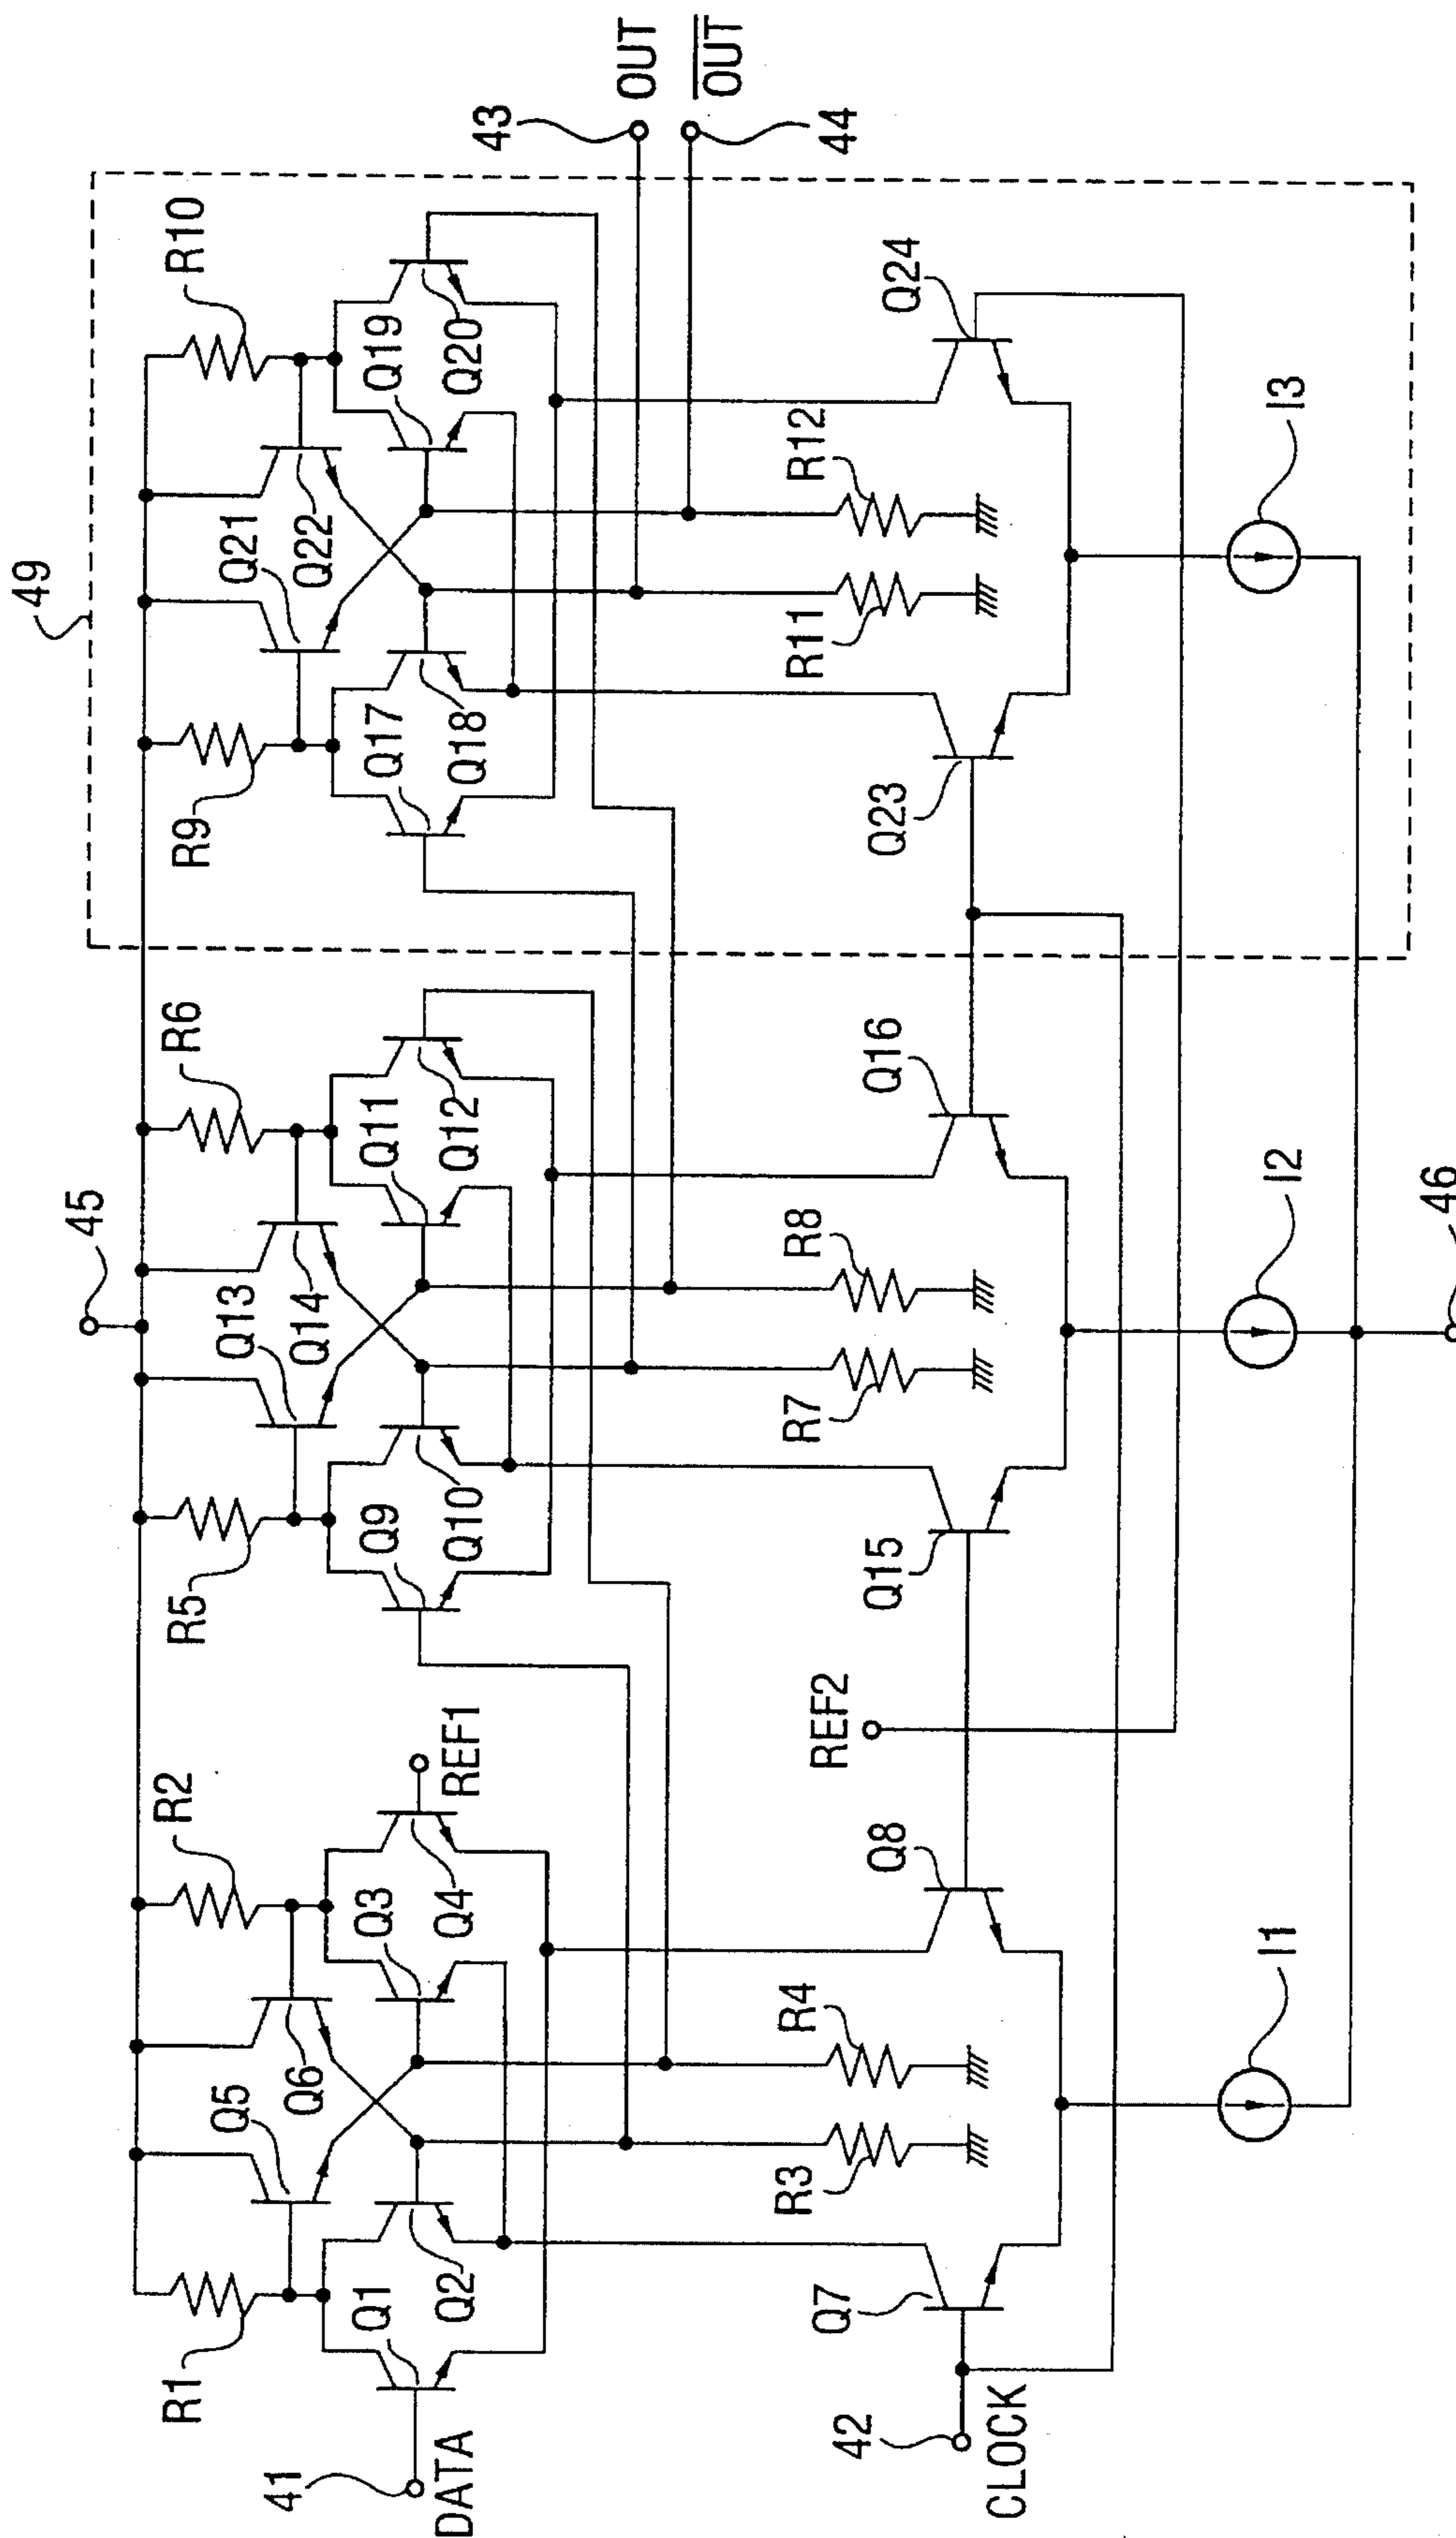 49
45
R1
R2
R5
R6
R9
R10
Q5
Q6
Q13
Q14
Q21
Q22
41
DATA
Q1
Q2
Q3
Q4
REF1
Q9
Q10
Q11
Q12
Q17
Q18
Q19
Q20
43
OUT
44
OUT
R3
R4
R7
R8
R11
R12
42
CLOCK
Q7
Q8
REF2
Q15
Q16
Q23
Q24
I1
I2
I3
46